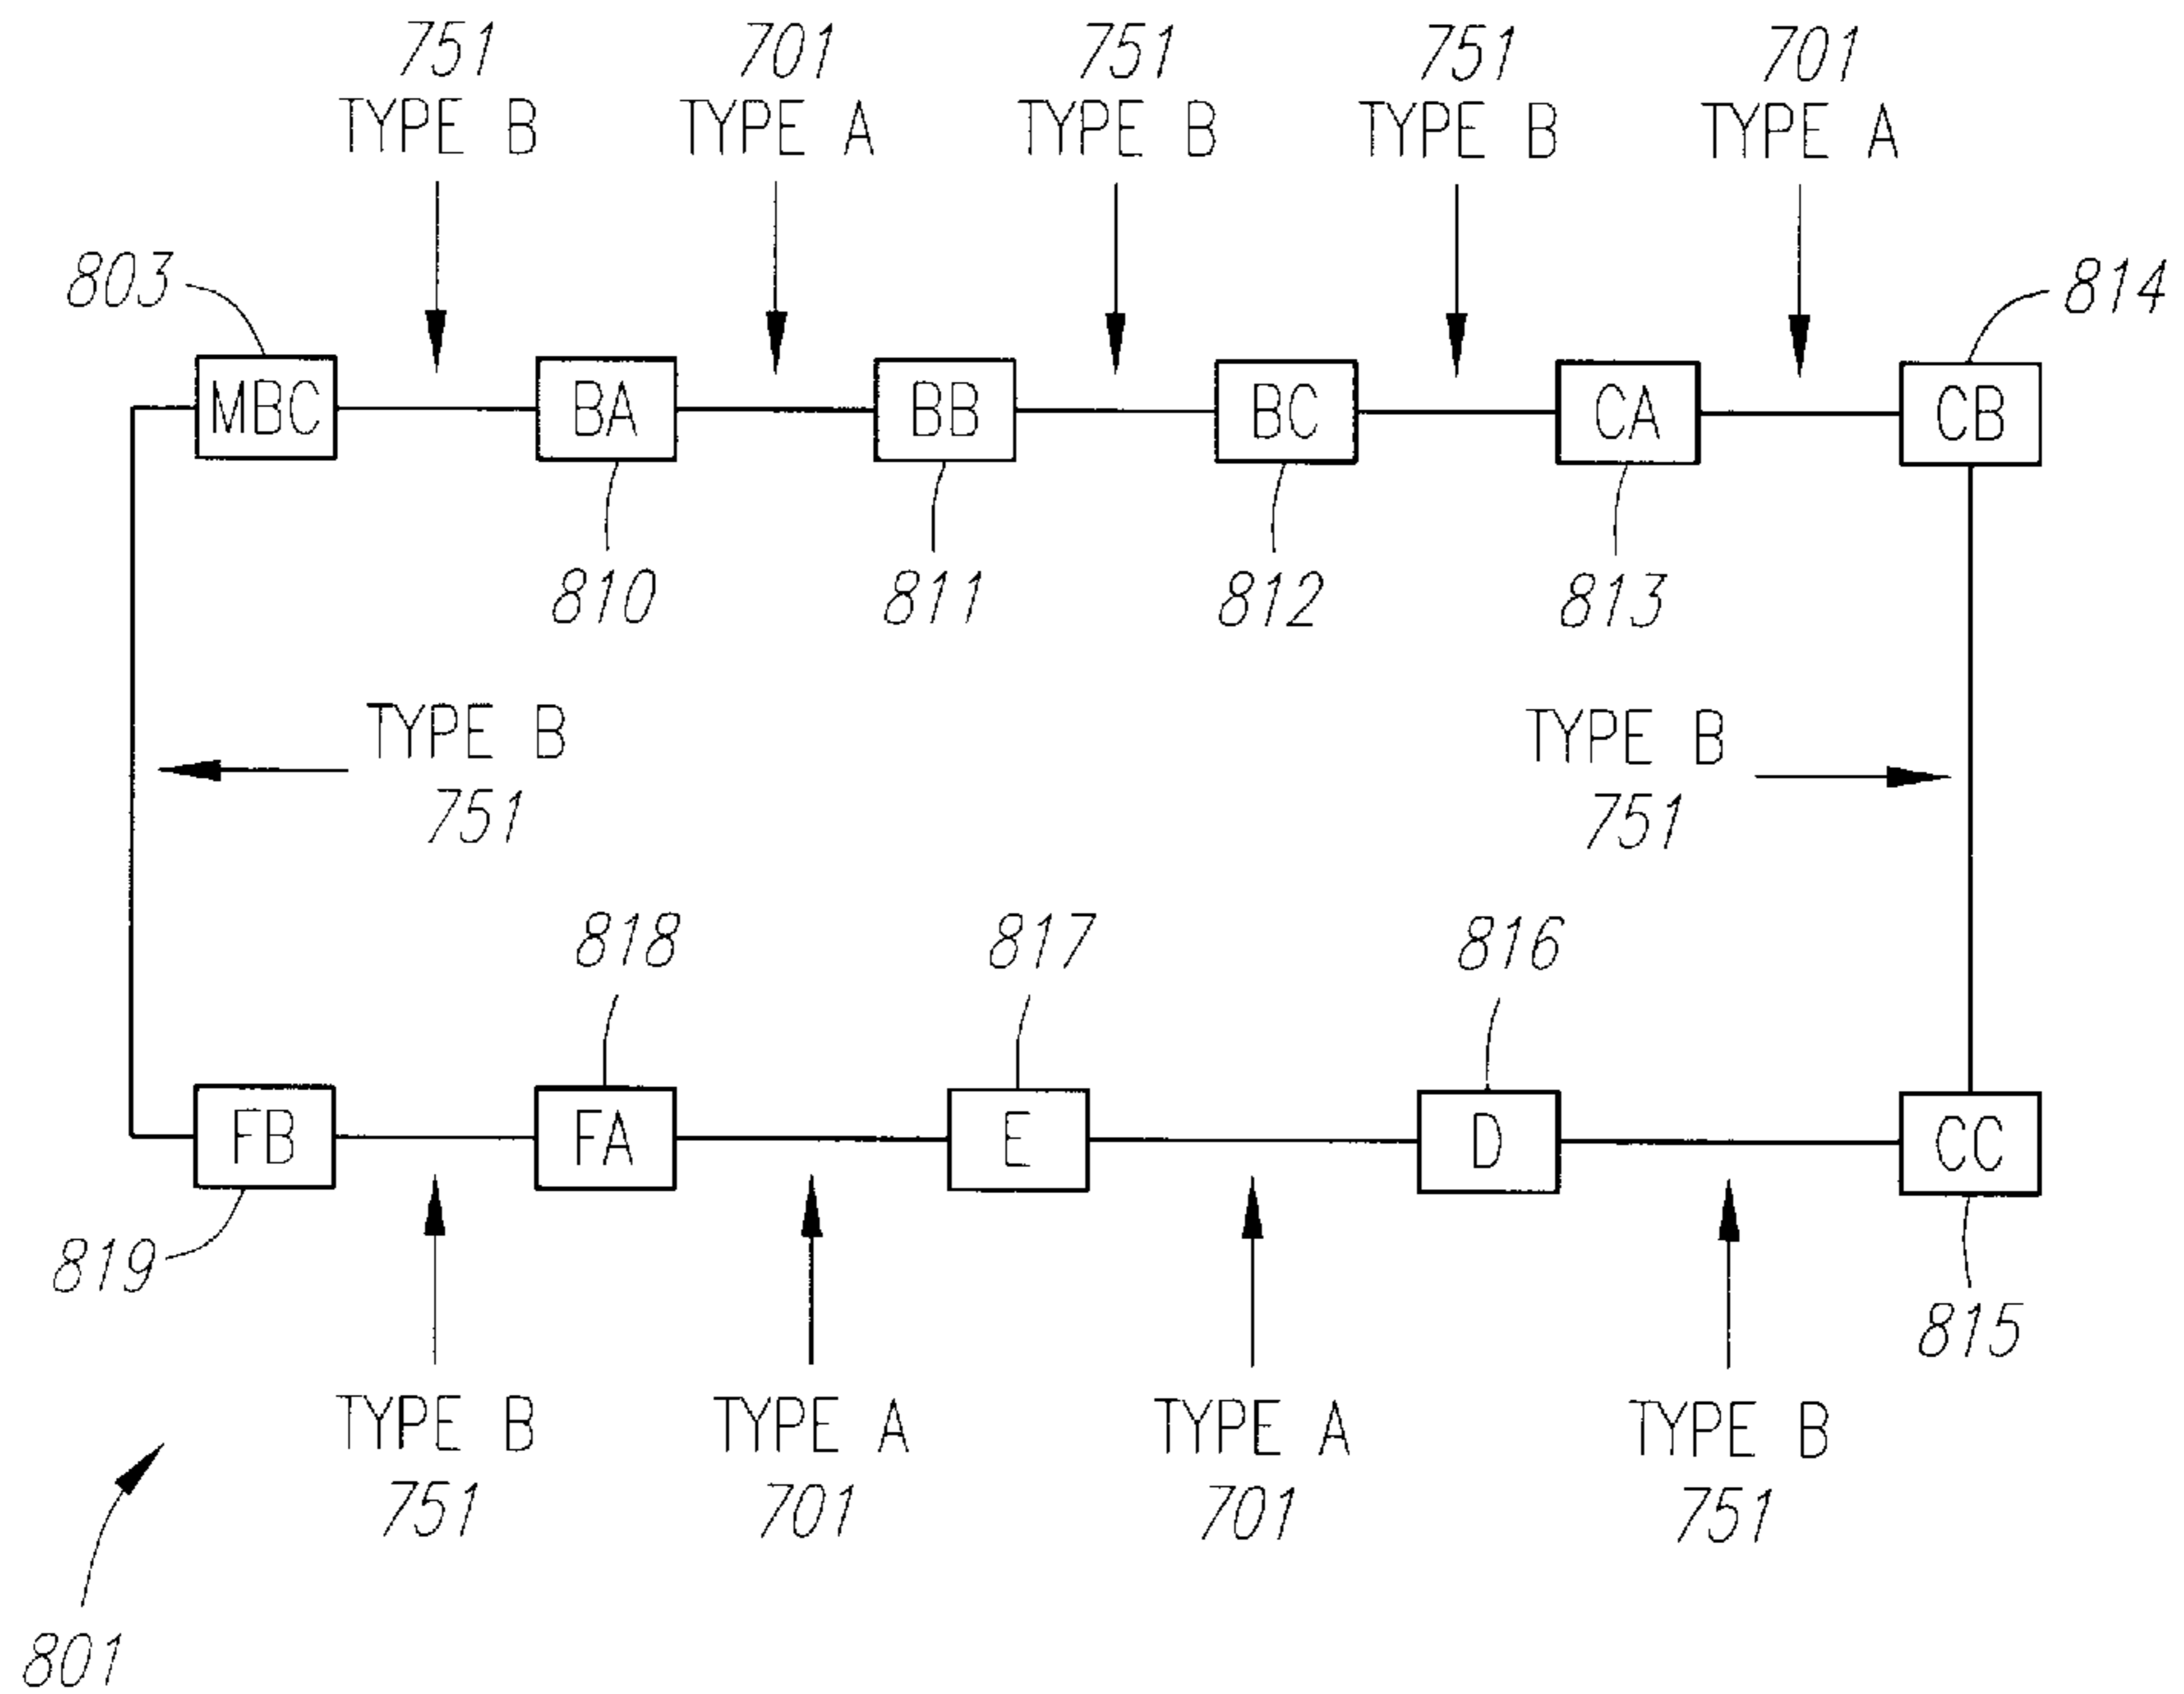 751 701 751 751 701
TYPE B TYPE A TYPE B TYPE B TYPE A
803 814
MBC BA BB BC CA CB
810 811 812 813
TYPE B TYPE B
751 751
818 817 816
FB FA E D CC
819 815
TYPE B TYPE A TYPE A TYPE B
751 701 701 751
801